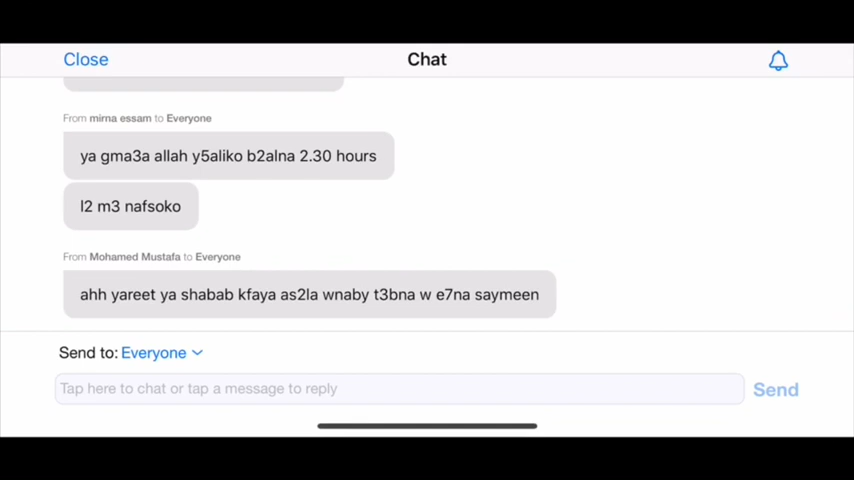 Close
Chat
From mirna essam to Everyone
ya gma3a allah y5aliko b2alna 2.30 hours
l2 m3 nafsoko
From Mohamed Mustafa to Everyone
ahh yareet ya shabab kfaya as2la wnaby t3bna w e7na saymeen
Send to: Everyone
Tap here to chat or tap a message to reply
Send